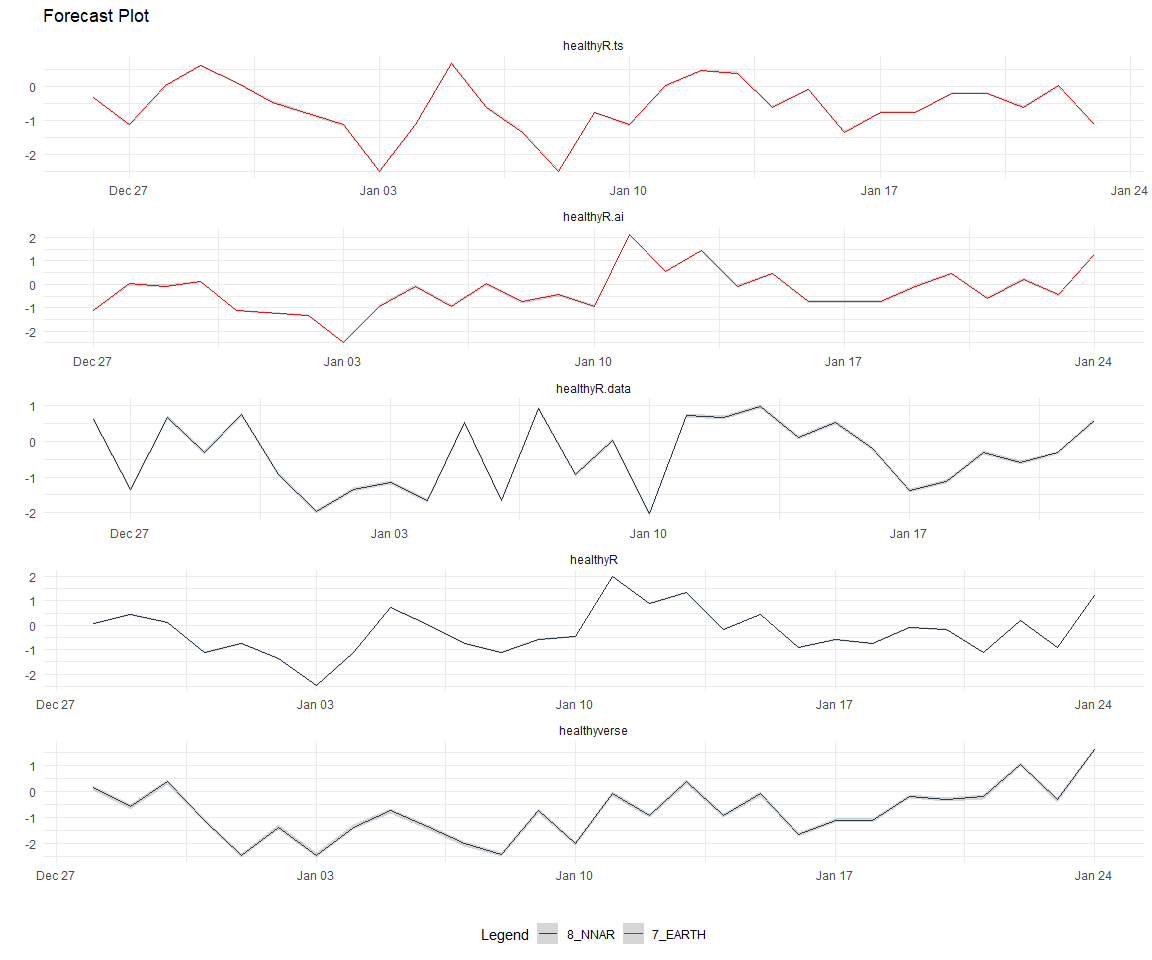 Forecast Plot
healthyR.ts
0
-1
-2
Dec 27 Jan 03 Jan 10 Jan 17 Jan 24
healthyR.ai
2
1
0
-1
-2
Dec 27 Jan 03 Jan 10 Jan 17 Jan 24
healthyR.data
1
0
-1
-2
Dec 27 Jan 03 Jan 10 Jan 17
healthyR
2
1
0
-1
-2
Dec 27 Jan 03 Jan 10 Jan 17 Jan 24
healthyverse
1
0
-1
-2
Dec 27 Jan 03 Jan 10 Jan 17 Jan 24
Legend 8_NNAR 7_EARTH